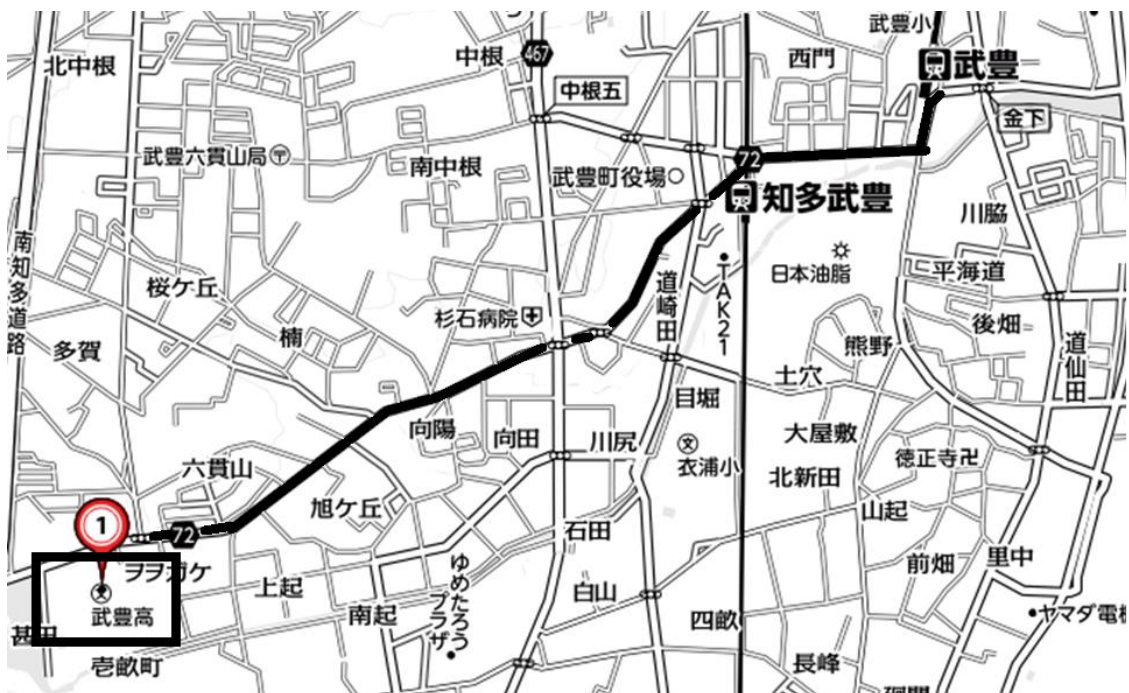 武豊小
北中根
中根
467
西門
武豊
中根五
金下
武豊六貫山局
南中根
72
武豊町役場
知多武豊
川脇
南知多道路
日本油脂
平海道
TAK21
道崎田
桜ケ丘
杉石病院
後畑
楠
多賀
熊野
道仙田
土穴
目堀
向陽
向田
川尻
大屋敷
衣浦小
徳正寺
北新田
六貫山
旭ケ丘
山起
1
72
石田
ヲヲガケ
里中
前畑
上起
ゆめたろう
プラザ
白山
武豊高
南起
四畝
ヤマダ電機
甚田
壱畝町
長峰